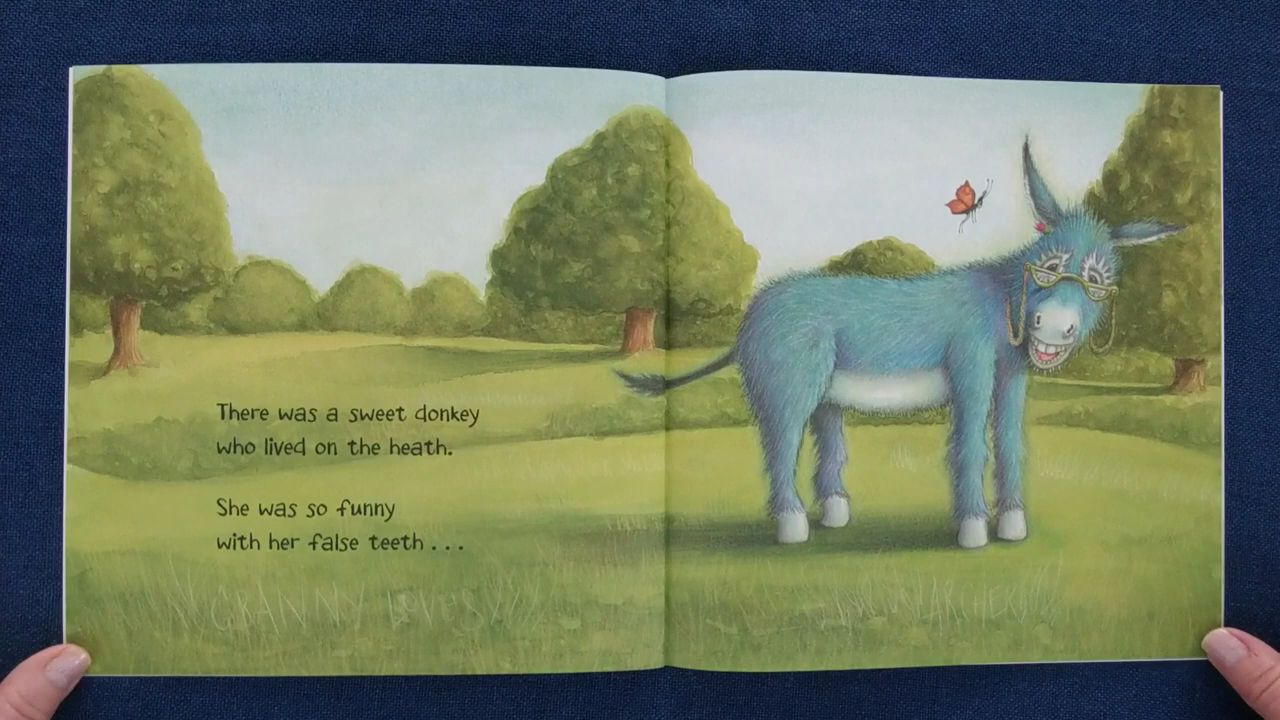 There was a sweet donkey
who lived on the heath.
She was so funny
with her false teeth . . .
GRANNY LOVES
ARCHER